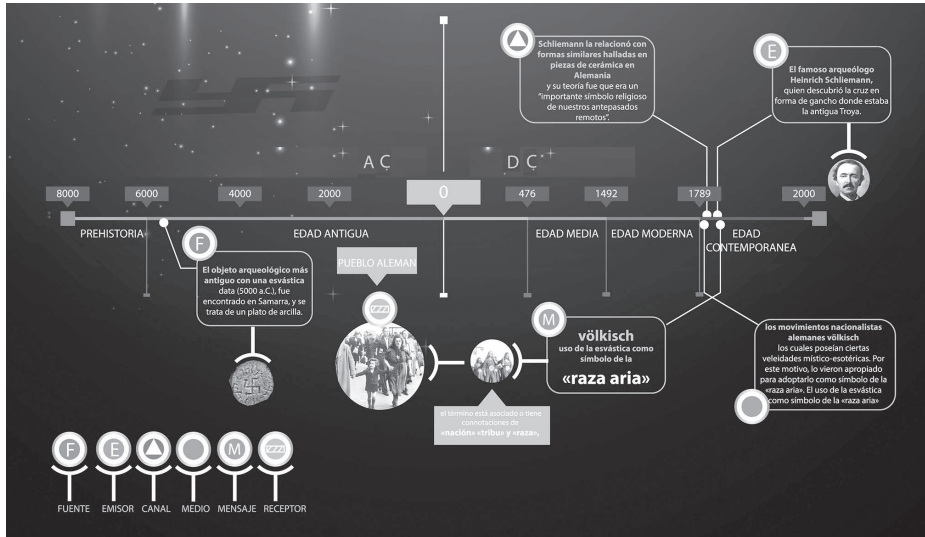 Schliemann la relacionó con
formas similares halladas en
piezas de cerámica en
Alemania
y su teoría fue que era un
"importante símbolo religioso
de nuestros antepasados
remotos".
E
El famoso arqueólogo
Heinrich Schliemann,
quien descubrió la cruz en
forma de gancho donde estaba
la antigua Troya.
A Ç
D Ç
8000
6000
4000
2000
0
476
1492
1789
2000
PREHISTORIA
EDAD ANTIGUA
EDAD MEDIA
EDAD MODERNA
EDAD
CONTEMPORANEA
F
El objeto arqueológico más
antiguo con una esvástica
data (5000 a.C.), fue
encontrado en Samarra, y se
trata de un plato de arcilla.
PUEBLO ALEMAN
M
völkisch
uso de la esvástica como
símbolo de la
«raza aria»
los movimientos nacionalistas
alemanes völkisch
los cuales poseían ciertas
veleidades místico-esotéricas. Por
este motivo, lo vieron apropiado
para adoptarlo como símbolo de la
«raza aria». El uso de la esvástica
como símbolo de la «raza aria»
el término está asociado o tiene
connotaciones de
«nación» «tribu» y «raza»,
F
E
M
FUENTE
EMISOR
CANAL
MEDIO
MENSAJE
RECEPTOR